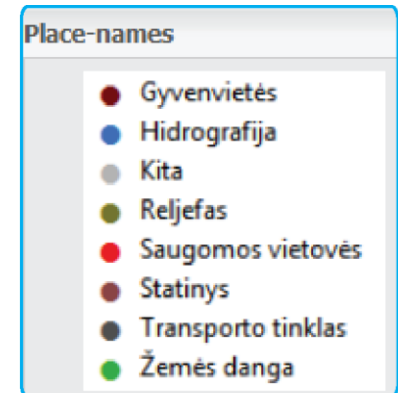 Place-names
Gyvenvietės
Hidrografija
Kita
Reljefas
Saugomos vietovės
Statinys
Transporto tinklas
Žemės danga